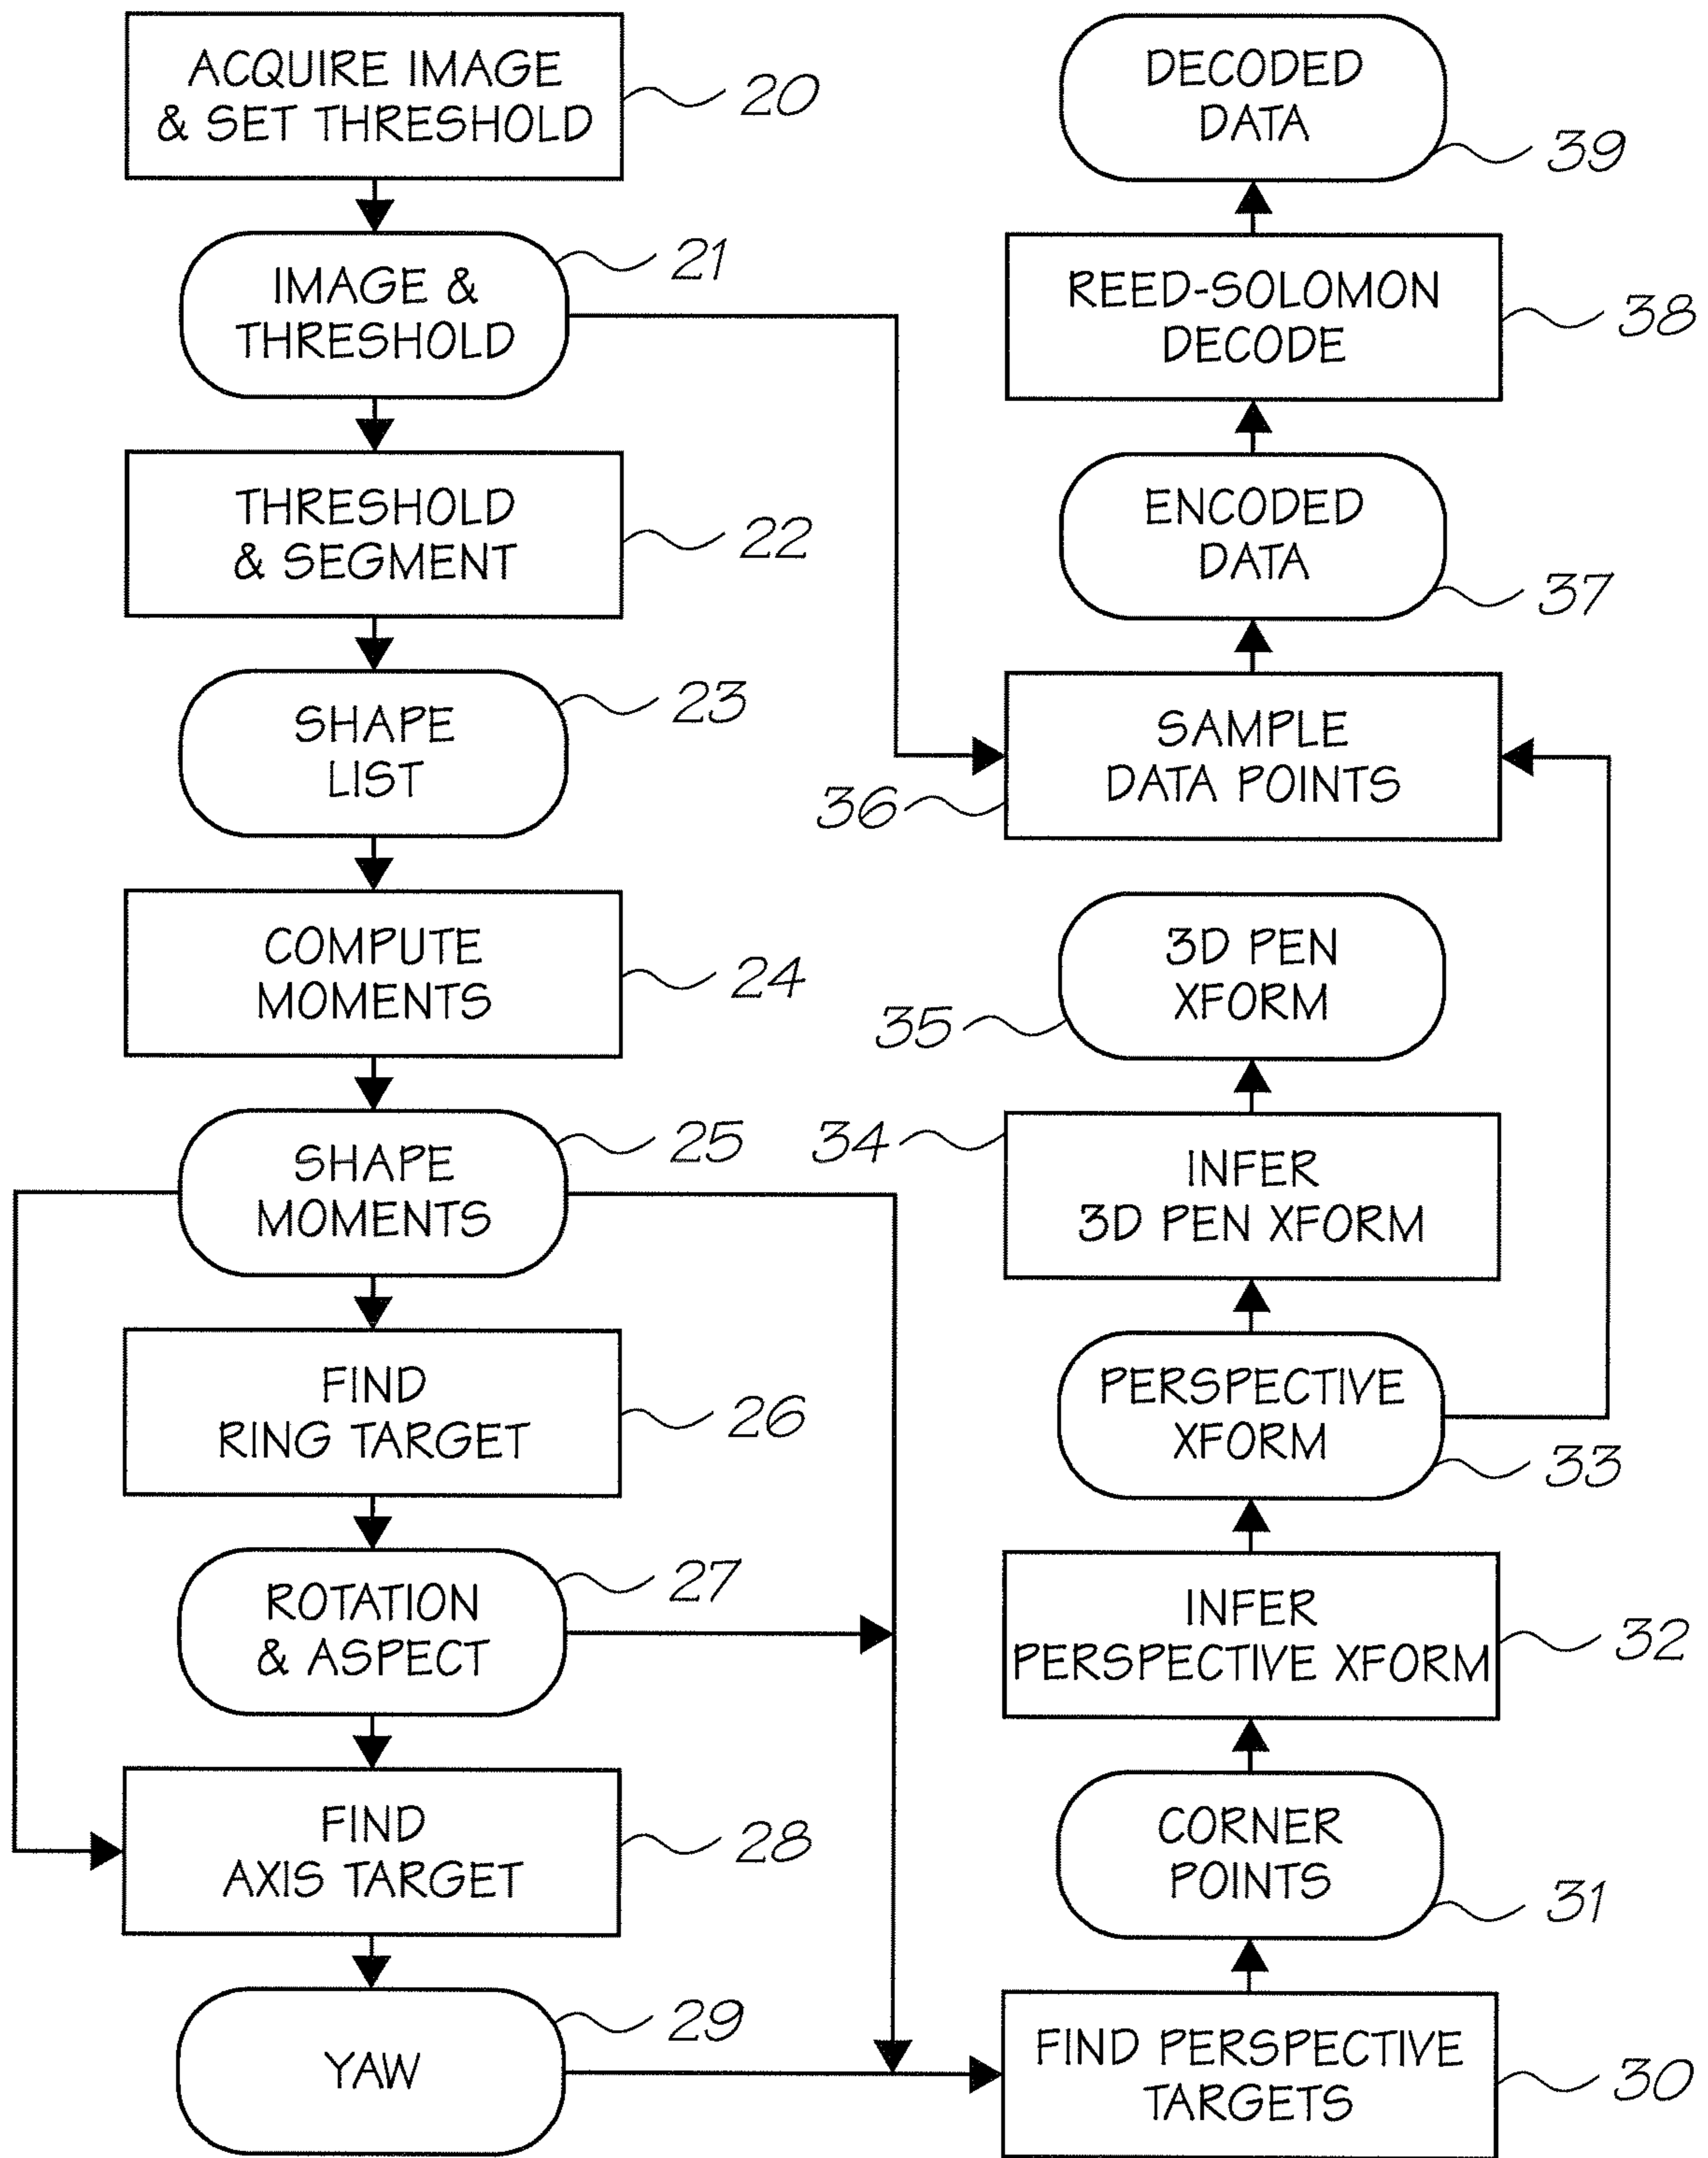 ACQUIRE IMAGE
& SET THRESHOLD
20
IMAGE &
THRESHOLD
21
THRESHOLD
& SEGMENT
22
SHAPE
LIST
23
COMPUTE
MOMENTS
24
SHAPE
MOMENTS
25
FIND
RING TARGET
26
ROTATION
& ASPECT
27
FIND
AXIS TARGET
28
YAW
29
FIND PERSPECTIVE
TARGETS
30
CORNER
POINTS
31
INFER
PERSPECTIVE XFORM
32
PERSPECTIVE
XFORM
33
INFER
3D PEN XFORM
34
3D PEN
XFORM
35
SAMPLE
DATA POINTS
36
ENCODED
DATA
37
REED-SOLOMON
DECODE
38
DECODED
DATA
39